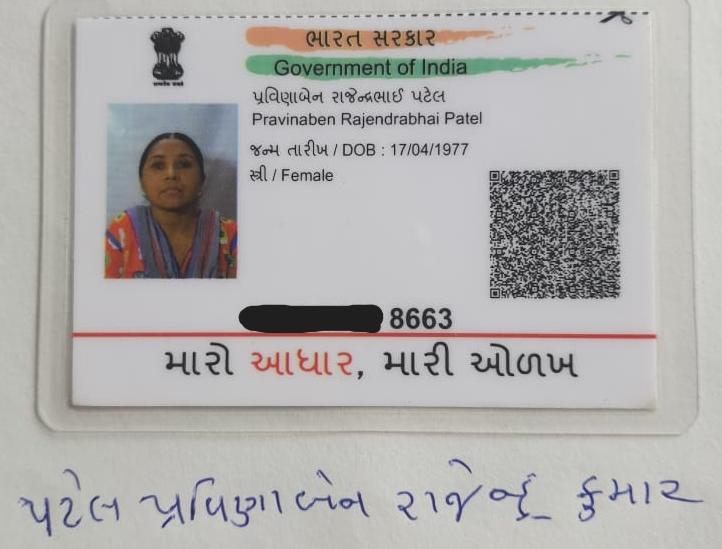 ભારત સરકાર
Government of India
પ્રવિણાબેન રાજેન્દ્રભાઈ પટેલ
Pravinaben Rajendrabhai Patel
જન્મ તારીખ / DOB : 17/04/1977
સ્ત્રી / Female
8663
મારો આધાર, મારી ઓળખ
પટેલ પ્રવિણાબેન રાજેન્દ્ર કુમાર